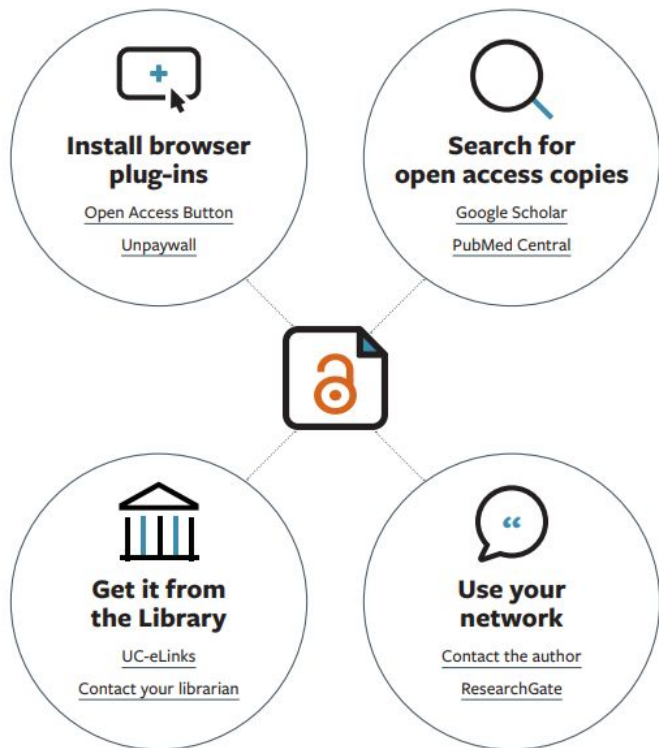 Install browser
plug-ins
Open Access Button
Unpaywall
Search for
open access copies
Google Scholar
PubMed Central
Get it from
the Library
UC-eLinks
Contact your librarian
“
Use your
network
Contact the author
ResearchGate